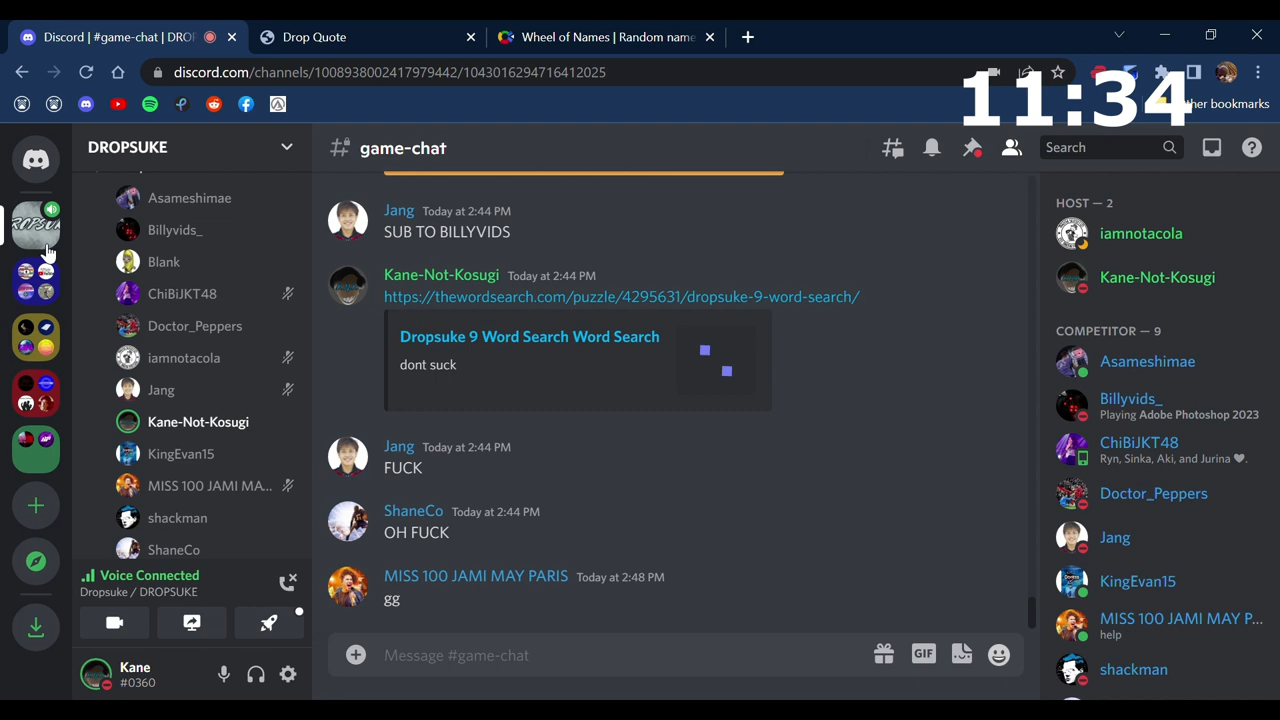 Discord | #game-chat | DRO
Drop Quote
Wheel of Names | Random name
discord.com/channels/1008938002417979442/1043016294716412025
11:34
her bookmarks
DROPSUKE
game-chat
Search
Asameshimae
Billyvids_
Blank
ChiBiJKT48
Doctor_Peppers
iamnotacola
Jang
Kane-Not-Kosugi
KingEvan15
MISS 100 JAMI MA...
shackman
ShaneCo
Voice Connected
Dropsuke / DROPSUKE
Kane
#0360
Jang Today at 2:44 PM
SUB TO BILLYVIDS
Kane-Not-Kosugi Today at 2:44 PM
https://thewordsearch.com/puzzle/4295631/dropsuke-9-word-search/
Dropsuke 9 Word Search Word Search
dont suck
Jang Today at 2:44 PM
FUCK
ShaneCo Today at 2:44 PM
OH FUCK
MISS 100 JAMI MAY PARIS Today at 2:48 PM
gg
Message #game-chat
GIF
HOST — 2
iamnotacola
Kane-Not-Kosugi
COMPETITOR — 9
Asameshimae
Billyvids_
Playing Adobe Photoshop 2023
ChiBiJKT48
Ryn, Sinka, Aki, and Jurina ♥.
Doctor_Peppers
Jang
KingEvan15
MISS 100 JAMI MAY P...
help
shackman